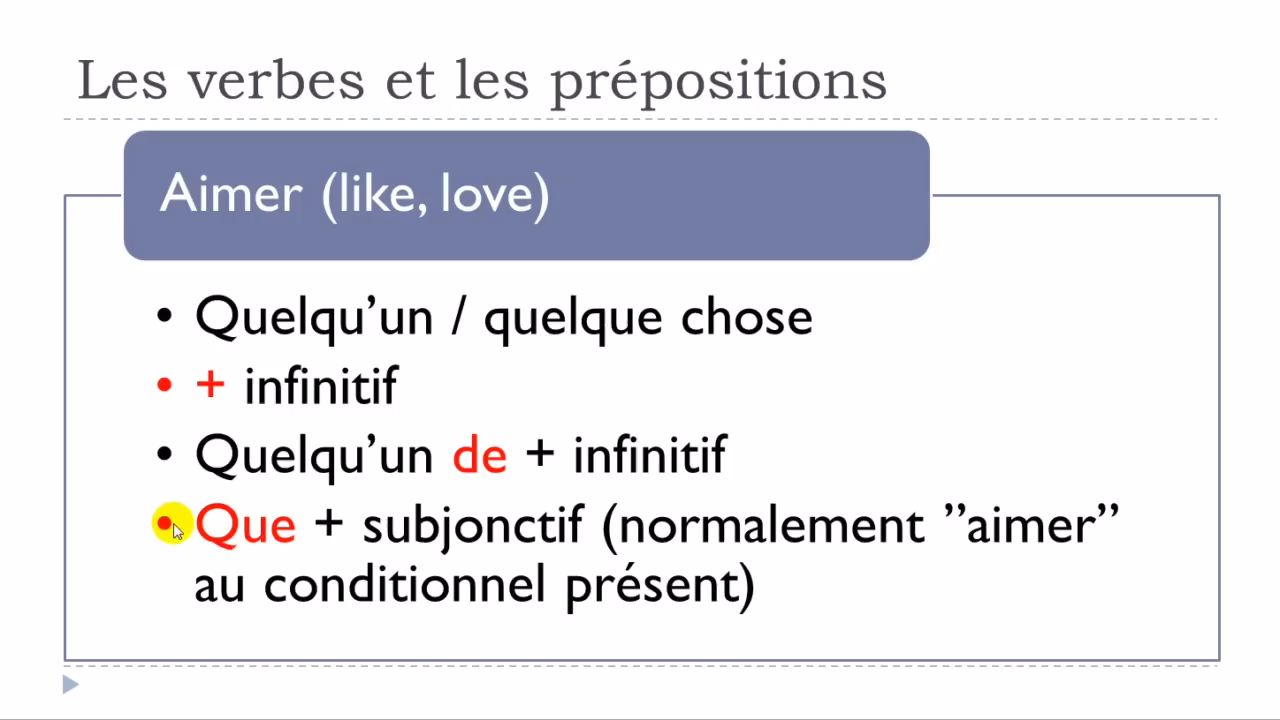 Les verbes et les prépositions
Aimer (like, love)
• Quelqu’un / quelque chose
• + infinitif
• Quelqu’un de + infinitif
• Que + subjonctif (normalement ”aimer”
au conditionnel présent)